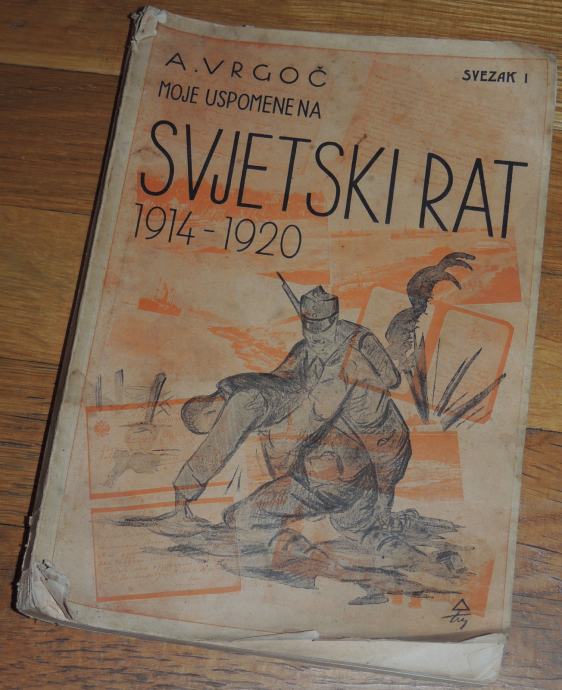 A. VRGOČ
SVEZAK I
MOJE USPOMENE NA
SVJETSKI RAT
1914-1920